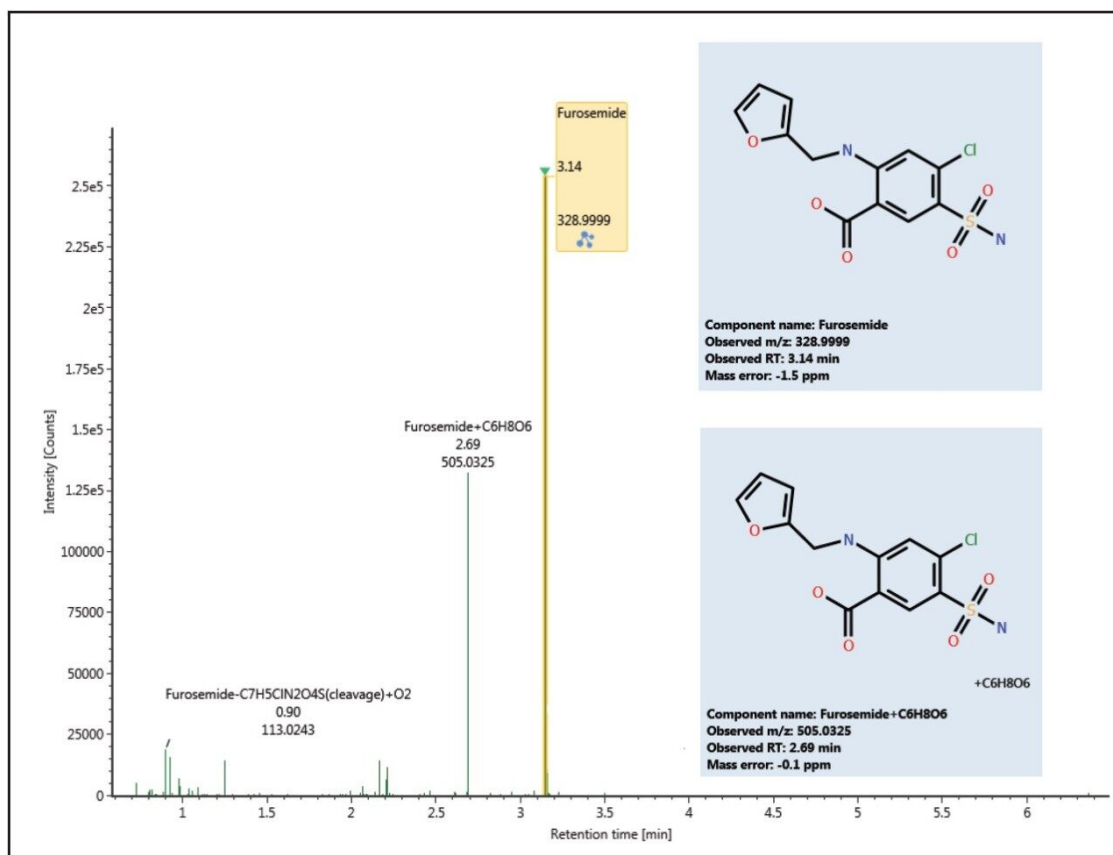 Furosemide
3.14
328.9999
2.5e5
2.25e5
2e5
1.75e5
1.5e5
1.25e5
100000
75000
50000
25000
0
Intensity [Counts]
Furosemide+C6H8O6
2.69
505.0325
Furosemide-C7H5ClN2O4S(cleavage)+O2
0.90
113.0243
1 1.5 2 2.5 3 3.5 4 4.5 5 5.5 6
Retention time [min]
O
N
Cl
O
O
S
O
O
N
Component name: Furosemide
Observed m/z: 328.9999
Observed RT: 3.14 min
Mass error: -1.5 ppm
O
N
Cl
O
O
S
O
O
N
+C6H8O6
Component name: Furosemide+C6H8O6
Observed m/z: 505.0325
Observed RT: 2.69 min
Mass error: -0.1 ppm